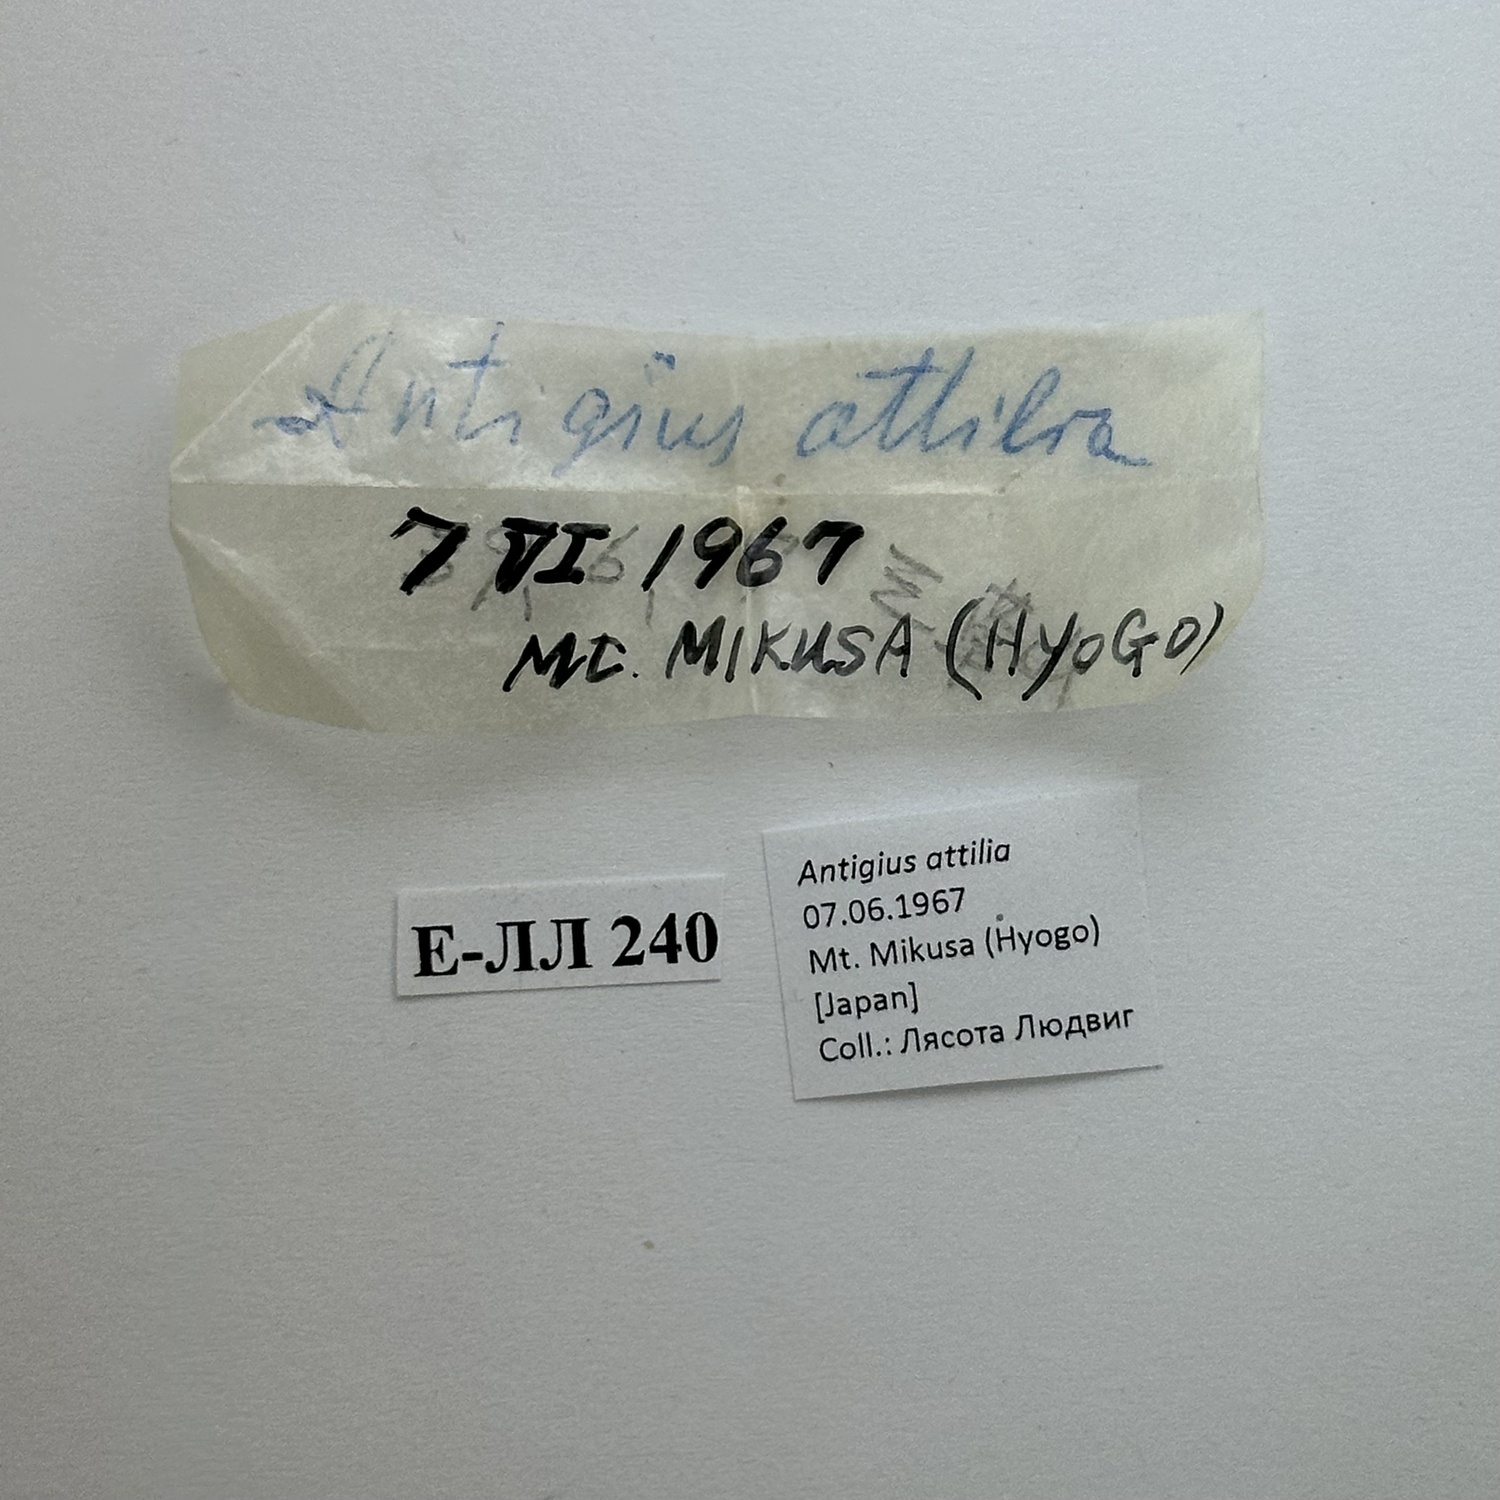 Antigius attilia
7 VI 1967
Mt. MIKUSA (HyoGo)
Е-ЛЛ 240
Antigius attilia
07.06.1967
Mt. Mikusa (Hyogo)
[Japan]
Coll.: Лясота Людвиг